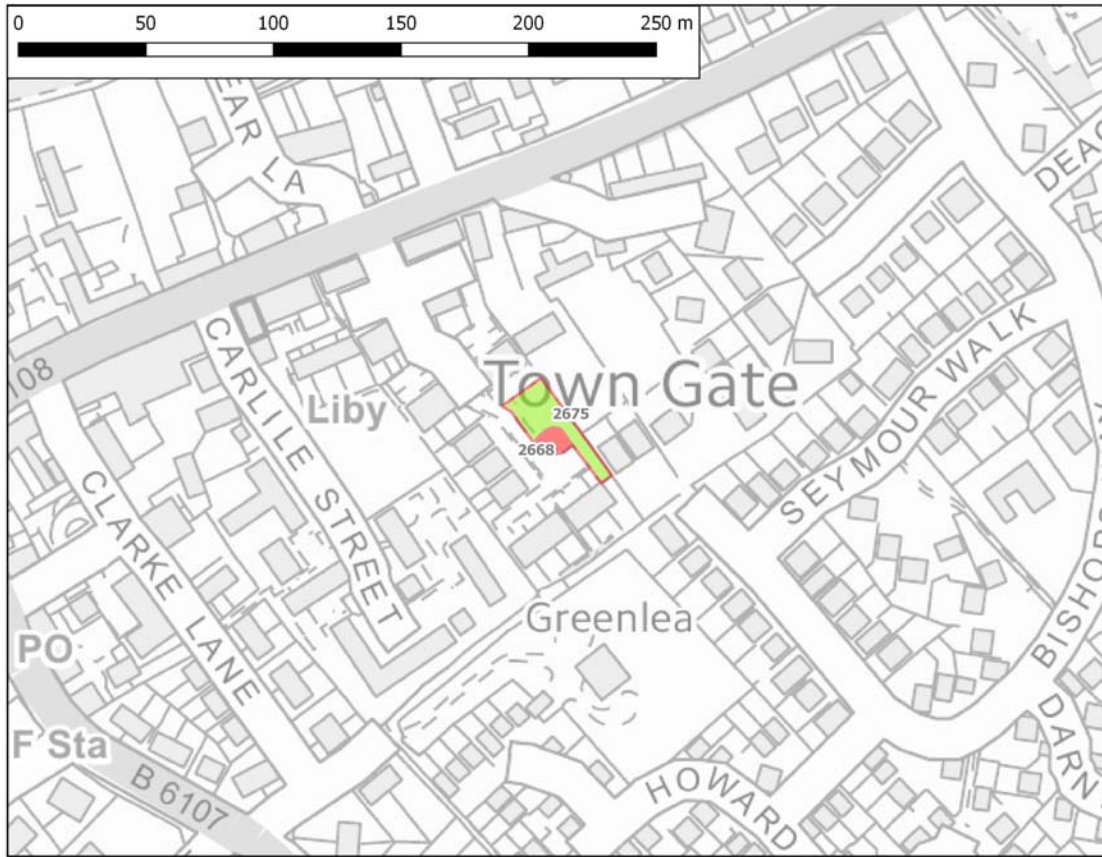 0 50 100 150 200 250 m
EAR LA
DEAC
108
CARLILE STREET
Liby
Town Gate
2675
2668
SEYMOUR WALK
CLARKE LANE
Greenlea
BISHOPS
PO
F Sta
B 6107
HOWARD
DARN